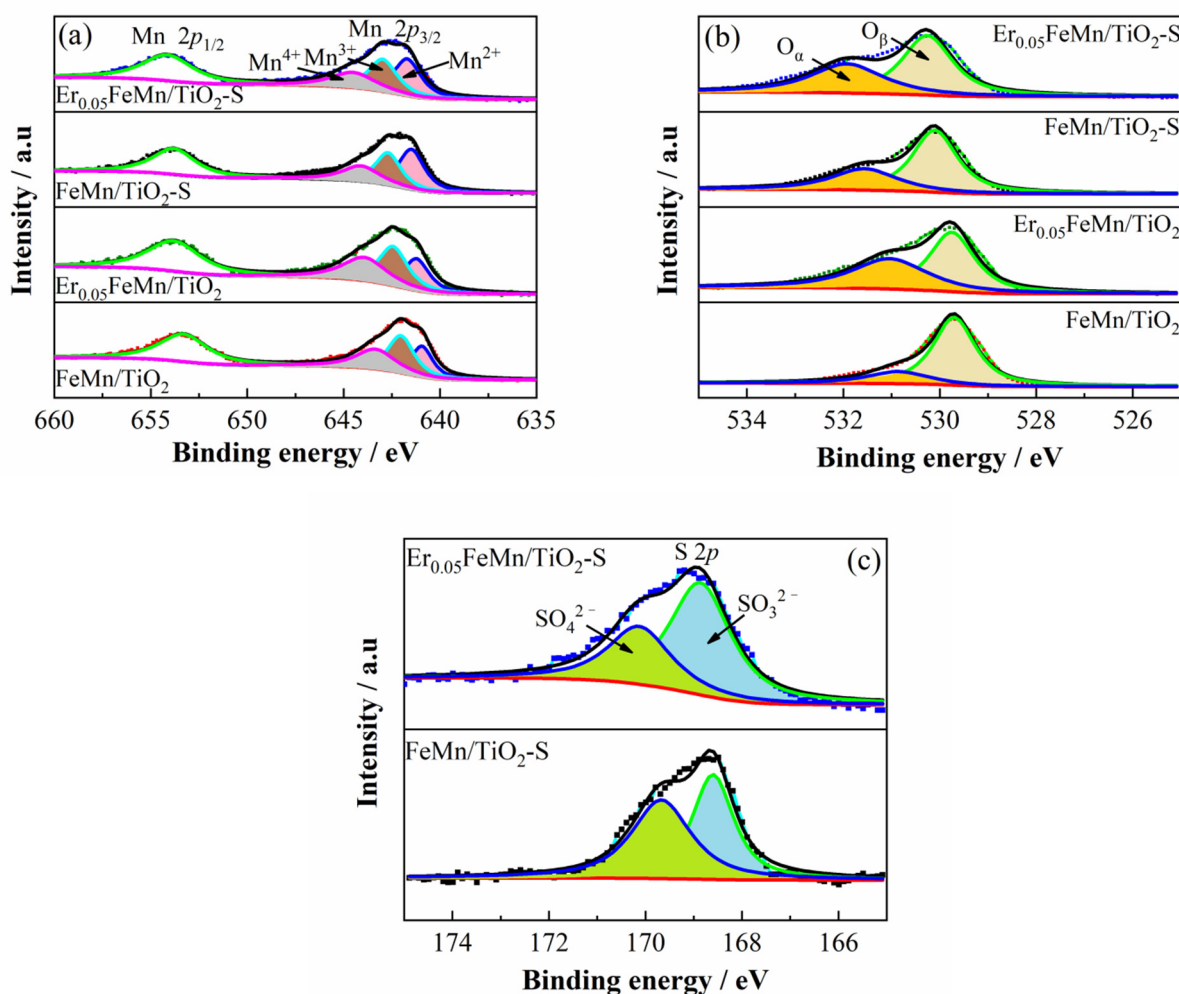 (a)
Mn 2p₁/₂
Mn 2p₃/₂
Mn⁴⁺
Mn³⁺
Mn²⁺
Er₀.₀₅FeMn/TiO₂-S
FeMn/TiO₂-S
Er₀.₀₅FeMn/TiO₂
FeMn/TiO₂
Intensity / a.u
660 655 650 645 640 635
Binding energy / eV
(b)
Oα
Oβ
Er₀.₀₅FeMn/TiO₂-S
FeMn/TiO₂-S
Er₀.₀₅FeMn/TiO₂
FeMn/TiO₂
Intensity / a.u
534 532 530 528 526
Binding energy / eV
Er₀.₀₅FeMn/TiO₂-S
S 2p
(c)
SO₄²⁻
SO₃²⁻
FeMn/TiO₂-S
Intensity / a.u
174 172 170 168 166
Binding energy / eV